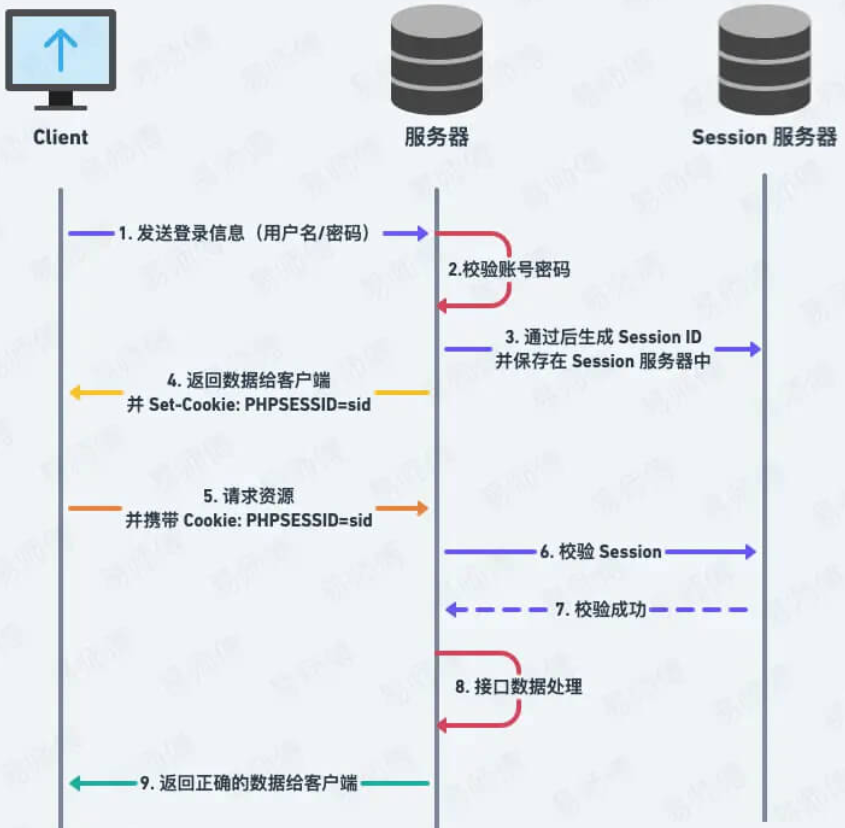 Client
服务器
Session 服务器
1. 发送登录信息（用户名/密码）
2.校验账号密码
3. 通过后生成 Session ID
并保存在 Session 服务器中
4. 返回数据给客户端
并 Set-Cookie: PHPSESSID=sid
5. 请求资源
并携带 Cookie: PHPSESSID=sid
6. 校验 Session
7. 校验成功
8. 接口数据处理
9. 返回正确的数据给客户端